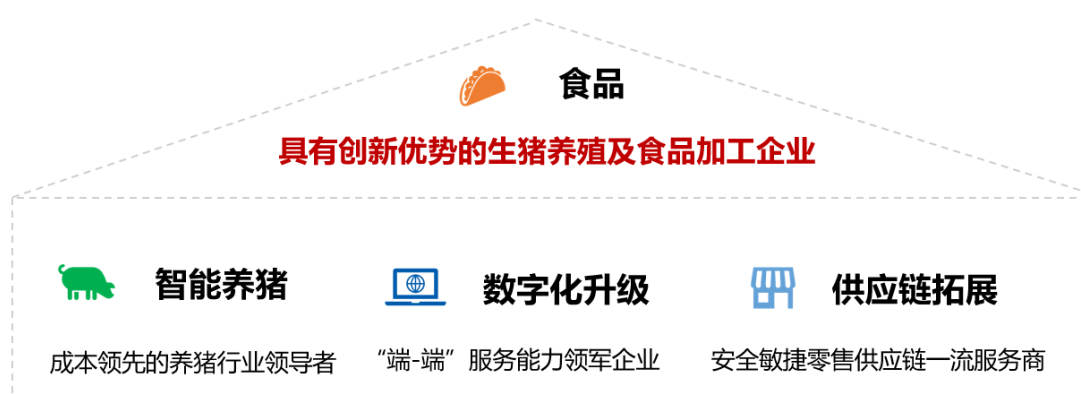 食品
具有创新优势的生猪养殖及食品加工企业
智能养猪
数字化升级
供应链拓展
成本领先的养猪行业领导者
“端-端”服务能力领军企业
安全敏捷零售供应链一流服务商